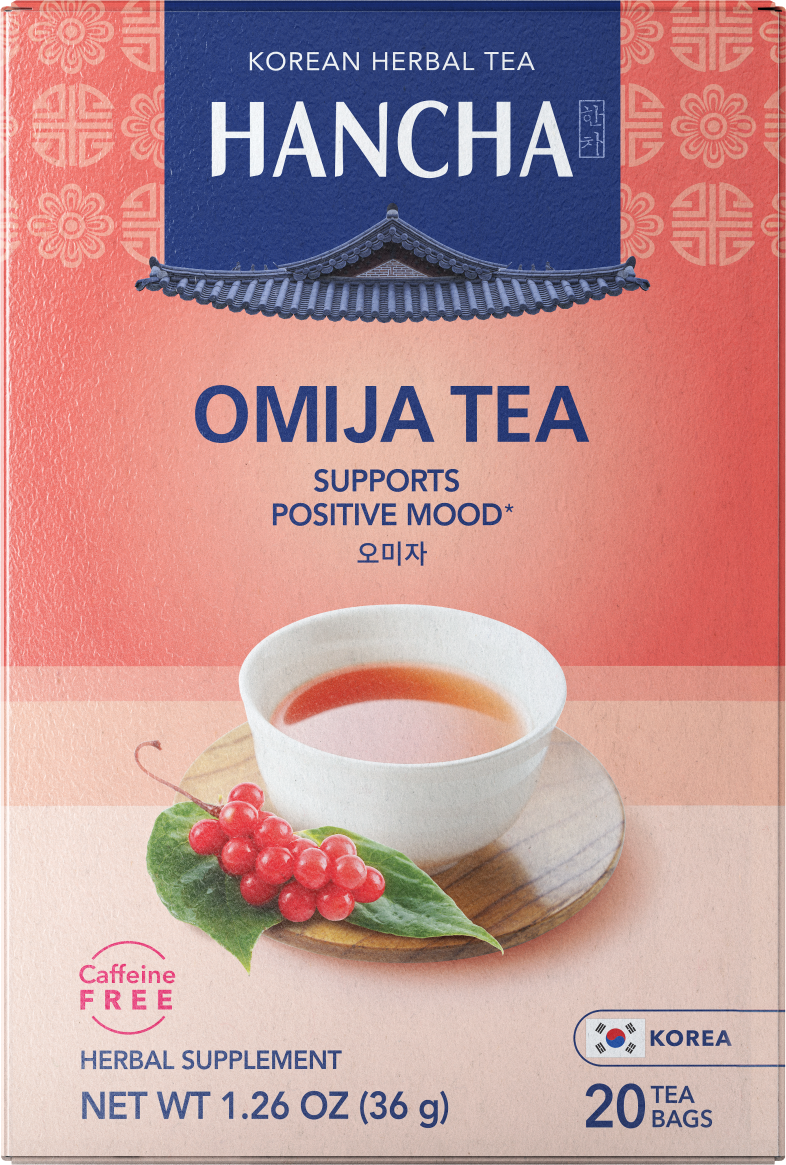 KOREAN HERBAL TEA
HANCHA
한차
OMIJA TEA
SUPPORTS
POSITIVE MOOD*
오미자
Caffeine
FREE
KOREA
HERBAL SUPPLEMENT
NET WT 1.26 OZ (36 g)
20 TEA
BAGS